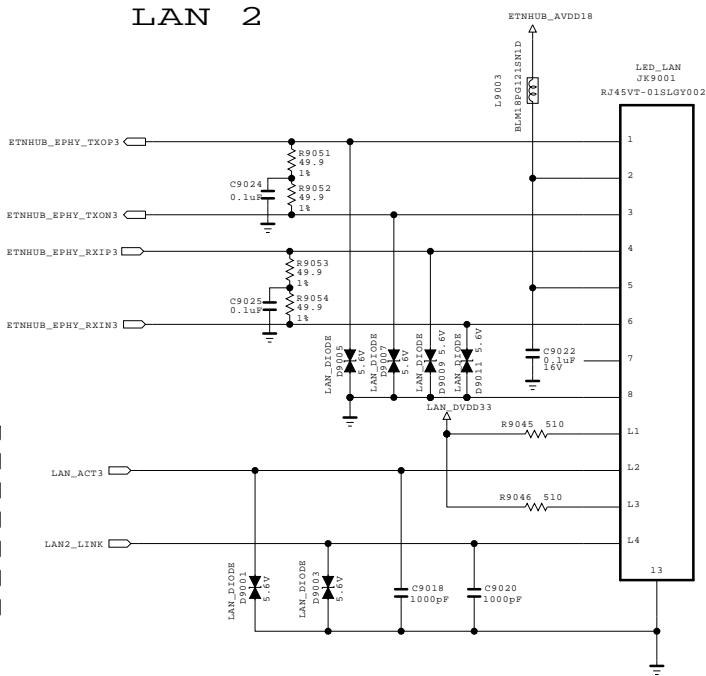 LAN 2
ETNHUB_AVDD18
L9003
BLM18PG121SN1D
LED_LAN
JK9001
RJ45VT-01SLGY002
ETNHUB_EPHY_TXOP3
R9051
49.9
1%
C9024
0.1uF
R9052
49.9
1%
ETNHUB_EPHY_TXON3
ETNHUB_EPHY_RXIP3
R9053
49.9
1%
C9025
0.1uF
R9054
49.9
1%
ETNHUB_EPHY_RXIN3
LAN_DIODE
D9005
5.6V
LAN_DIODE
D9007
5.6V
LAN_DIODE
D9009 5.6V
LAN_DIODE
D9011 5.6V
C9022
0.1uF
16V
1
2
3
4
5
6
7
8
L1
L2
L3
L4
13
LAN_DVDD33
R9045 510
LAN_ACT3
R9046 510
LAN2_LINK
LAN_DIODE
D9001
5.6V
LAN_DIODE
D9003
5.6V
C9018
1000pF
C9020
1000pF